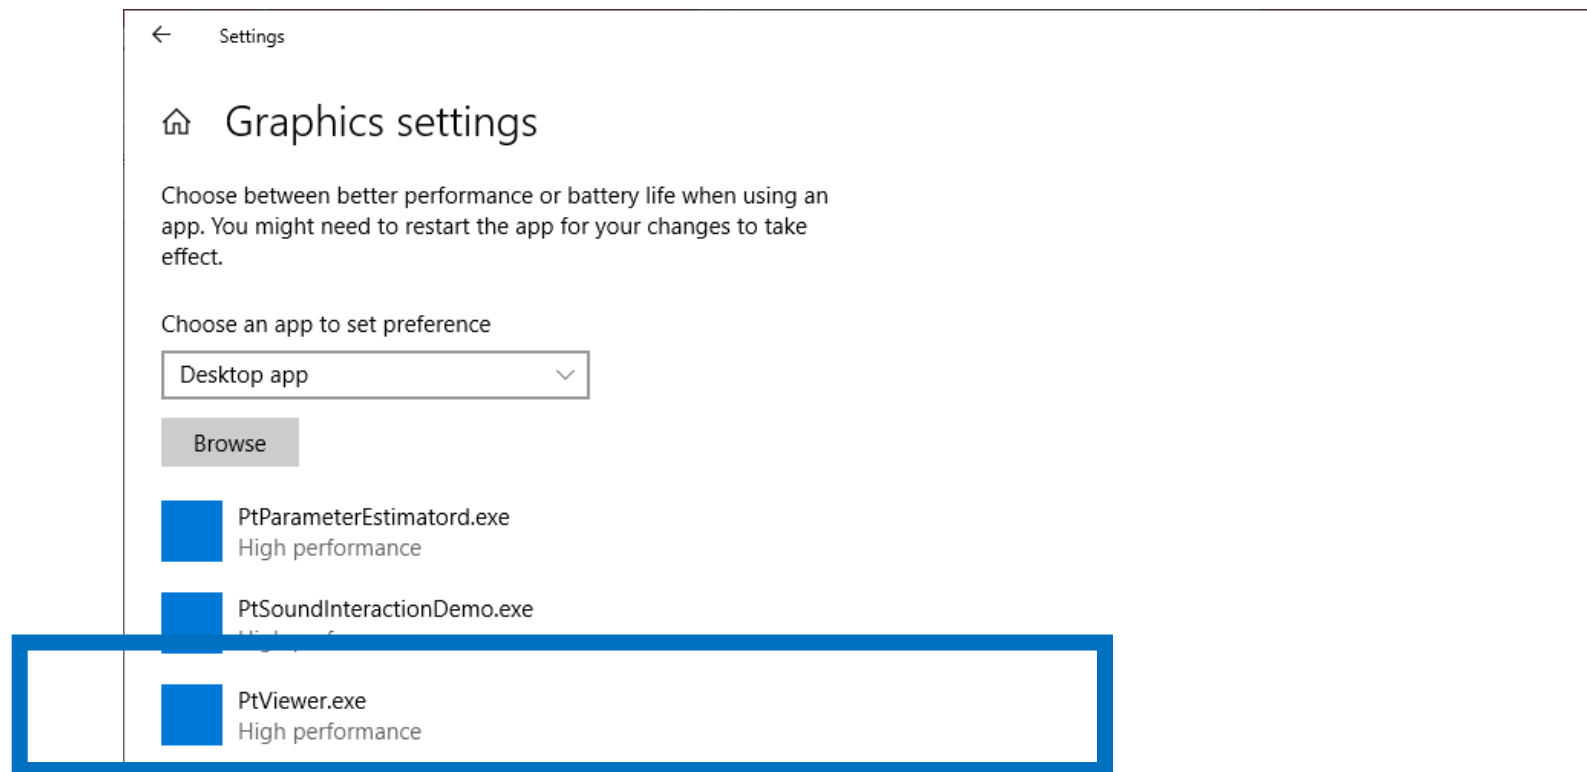 Settings
Graphics settings
Choose between better performance or battery life when using an
app. You might need to restart the app for your changes to take
effect.
Choose an app to set preference
Desktop app
Browse
PtParameterEstimatord.exe
High performance
PtSoundInteractionDemo.exe
PtViewer.exe
High performance